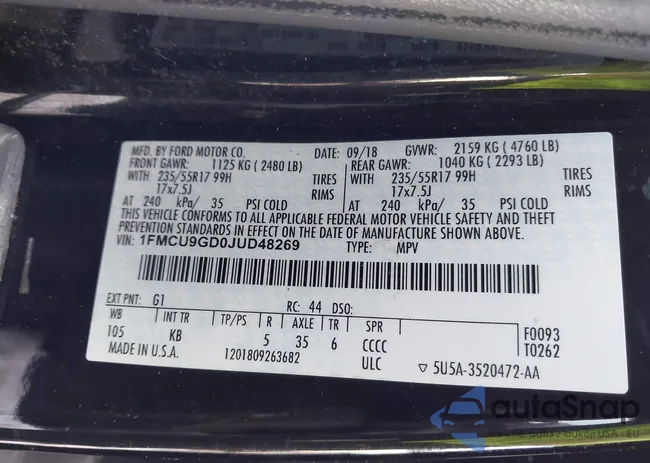 MFD. BY FORD MOTOR CO.
DATE: 09/18 GVWR: 2159 KG ( 4760 LB)
FRONT GAWR: 1125 KG ( 2480 LB) REAR GAWR: 1040 KG ( 2293 LB)
WITH 235/55R17 99H TIRES WITH 235/55R17 99H TIRES
17x7.5J RIMS 17x7.5J RIMS
AT 240 kPa/ 35 PSI COLD AT 240 kPa/ 35 PSI COLD
THIS VEHICLE CONFORMS TO ALL APPLICABLE FEDERAL MOTOR VEHICLE SAFETY AND THEFT
PREVENTION STANDARDS IN EFFECT ON THE DATE OF MANUFACTURE SHOWN ABOVE.
VIN: 1FMCU9GD0JUD48269 TYPE: MPV
EXT PNT: G1 RC: 44 DSO:
WB INT TR TP/PS R AXLE TR SPR
105 KB 5 35 6 CCCC
F0093
T0262
MADE IN U.S.A. 1201809263682 ULC
▽ 5U5A-3520472-AA
autoSnap
Pewne data z aukcji USA i EU